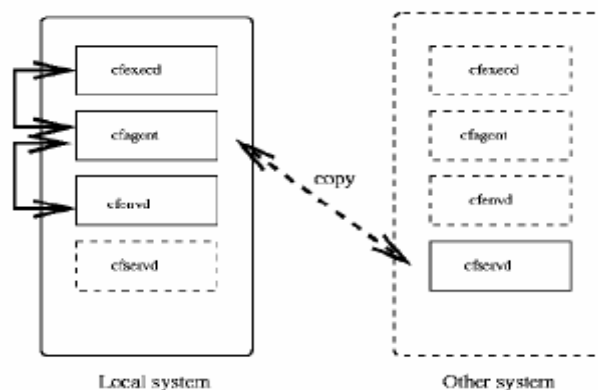 cfexecd
cfagent
cfenvd
cfservd
Local system
copy
cfexecd
cfagent
cfenvd
cfservd
Other system